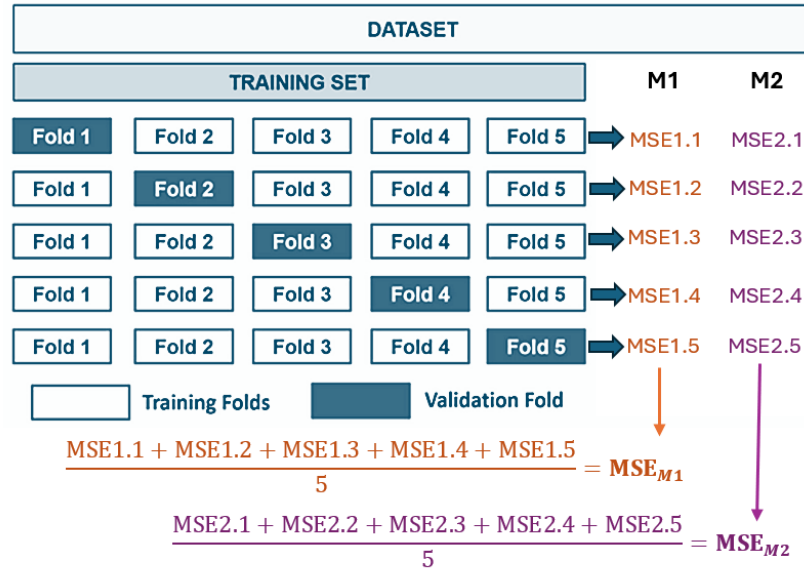 DATASET
TRAINING SET M1 M2
Fold 1 Fold 2 Fold 3 Fold 4 Fold 5 MSE1.1 MSE2.1
Fold 1 Fold 2 Fold 3 Fold 4 Fold 5 MSE1.2 MSE2.2
Fold 1 Fold 2 Fold 3 Fold 4 Fold 5 MSE1.3 MSE2.3
Fold 1 Fold 2 Fold 3 Fold 4 Fold 5 MSE1.4 MSE2.4
Fold 1 Fold 2 Fold 3 Fold 4 Fold 5 MSE1.5 MSE2.5
Training Folds Validation Fold
MSE1.1 + MSE1.2 + MSE1.3 + MSE1.4 + MSE1.5
5
= MSE_M1
MSE2.1 + MSE2.2 + MSE2.3 + MSE2.4 + MSE2.5
5
= MSE_M2